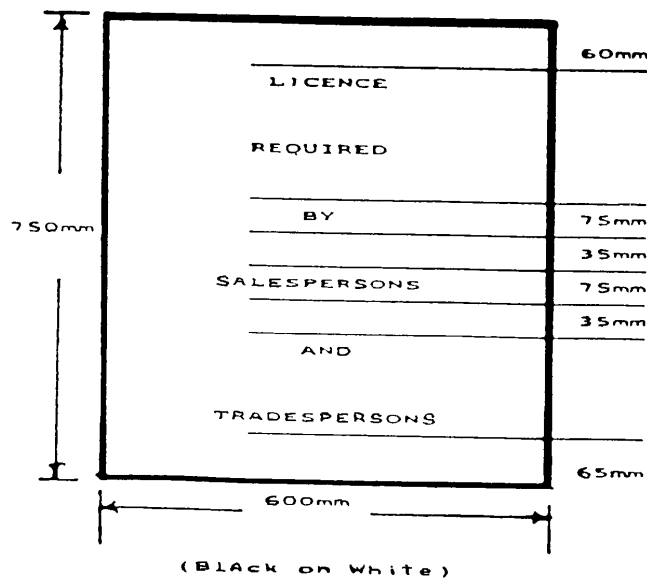 60mm
LICENCE
REQUIRED
750mm BY 75mm
35mm
SALESPERSONS 75mm
35mm
AND
TRADESPERSONS
65mm
600mm
(BLACK on White)